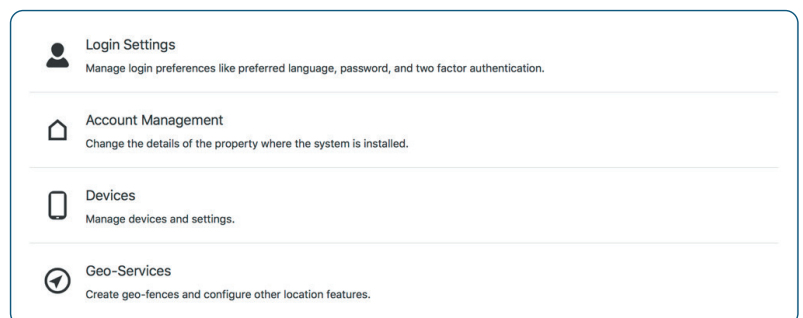 Login Settings
Manage login preferences like preferred language, password, and two factor authentication.
Account Management
Change the details of the property where the system is installed.
Devices
Manage devices and settings.
Geo-Services
Create geo-fences and configure other location features.